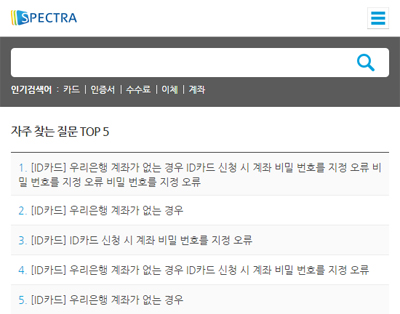 SPECTRA
인기검색어 : 카드 | 인증서 | 수수료 | 이체 | 계좌
자주 찾는 질문 TOP 5
1. [ID카드] 우리은행 계좌가 없는 경우 ID카드 신청 시 계좌 비밀 번호를 지정 오류 비
밀 번호를 지정 오류 비밀 번호를 지정 오류
2. [ID카드] 우리은행 계좌가 없는 경우
3. [ID카드] ID카드 신청 시 계좌 비밀 번호를 지정 오류
4. [ID카드] 우리은행 계좌가 없는 경우 ID카드 신청 시 계좌 비밀 번호를 지정 오류
5. [ID카드] 우리은행 계좌가 없는 경우